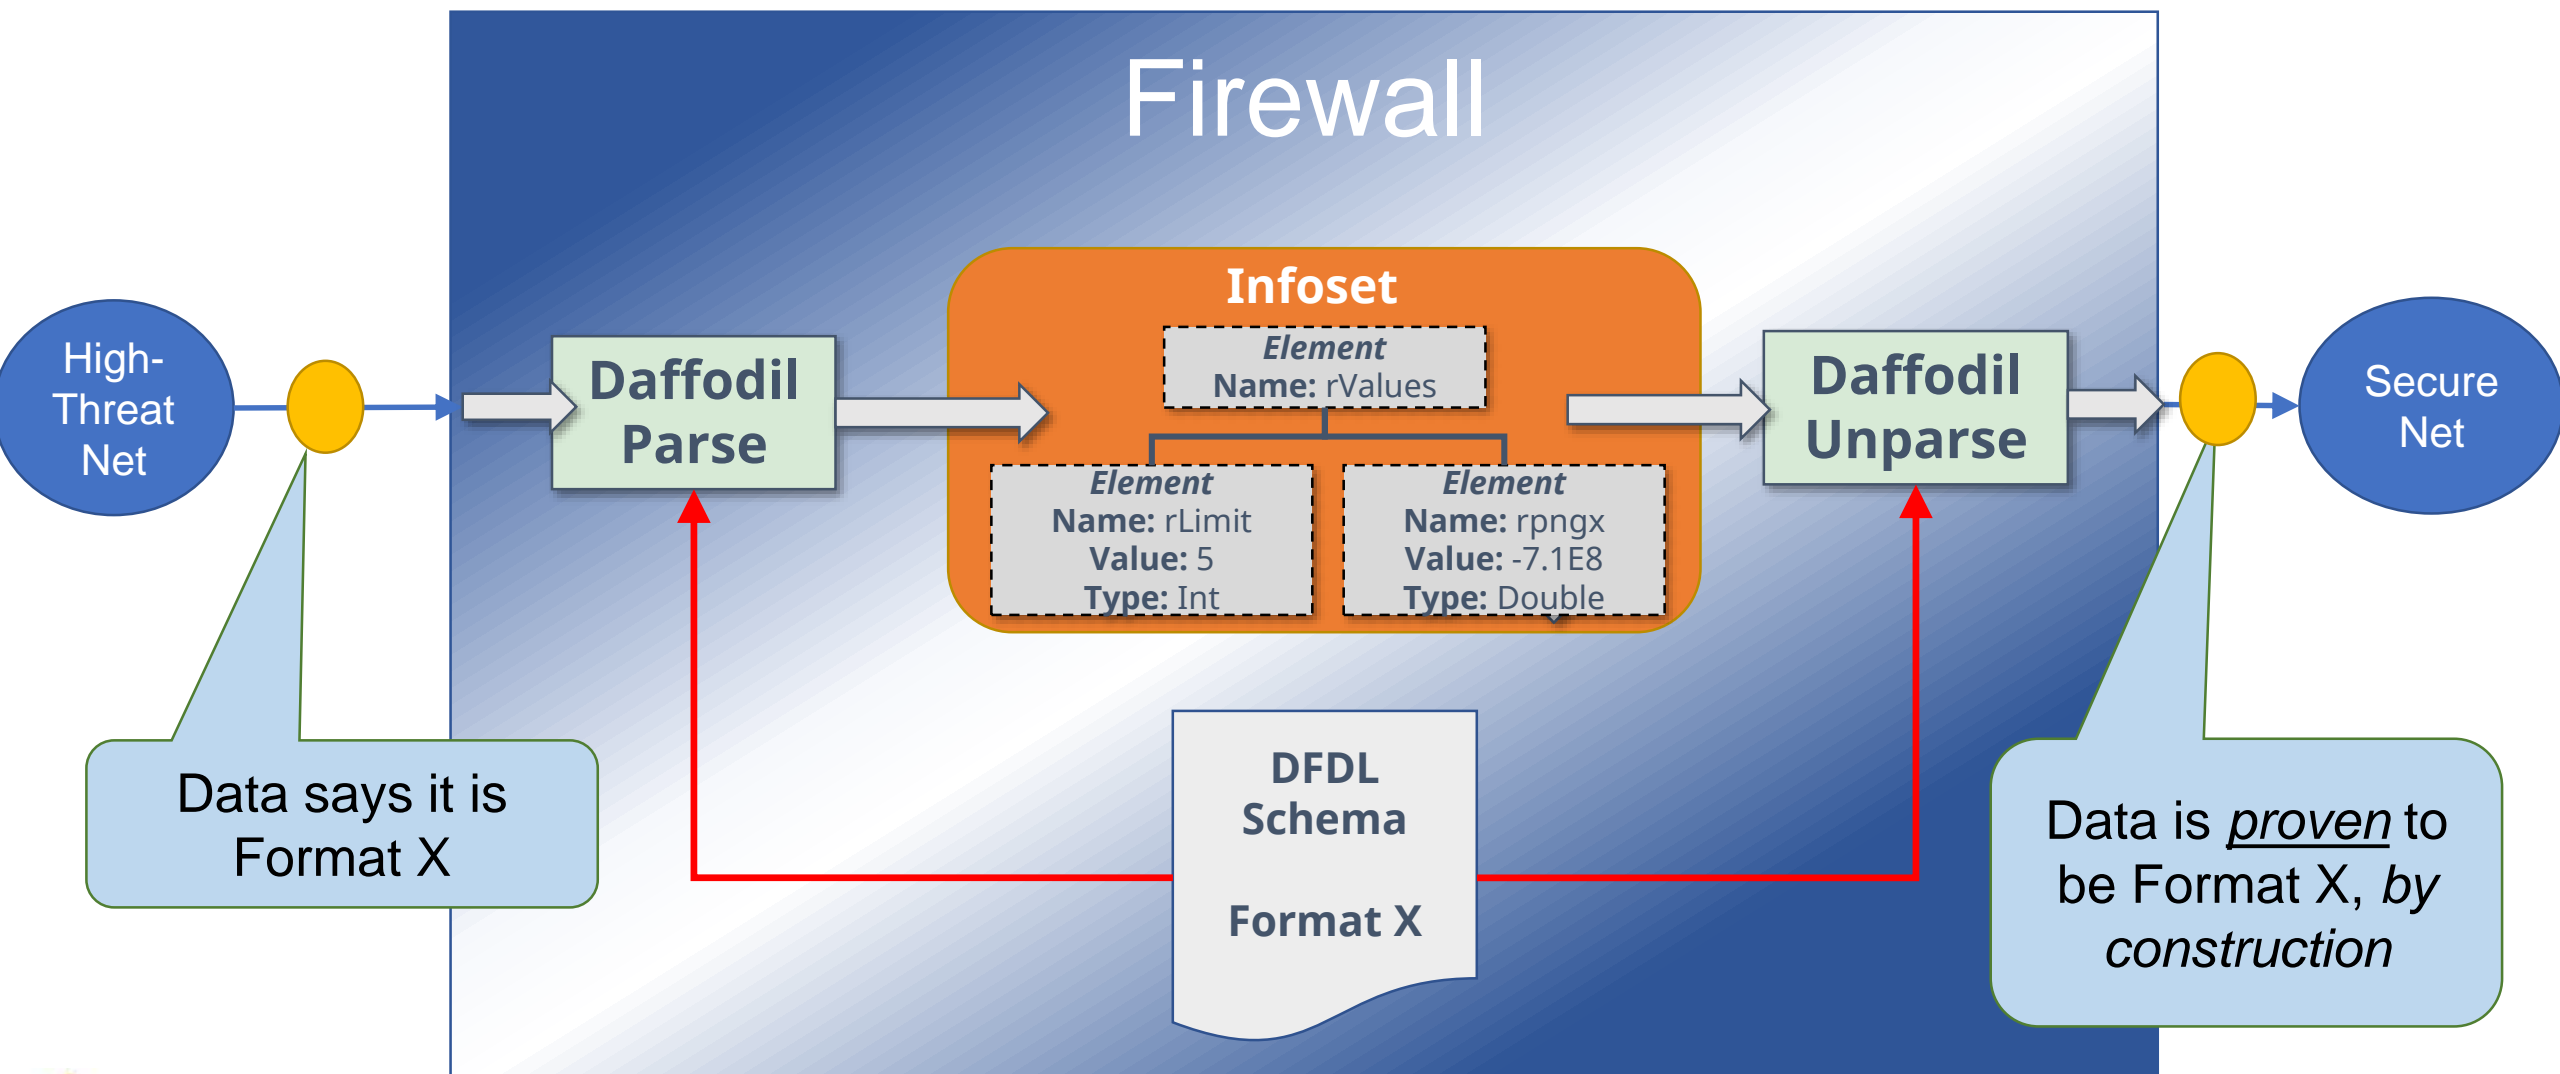 Firewall
High-
Threat
Net
Daffodil
Parse
Infoset
Element
Name: rValues
Element
Name: rLimit
Value: 5
Type: Int
Element
Name: rpngx
Value: -7.1E8
Type: Double
Daffodil
Unparse
Secure
Net
Data says it is
Format X
DFDL
Schema
Format X
Data is proven to
be Format X, by
construction